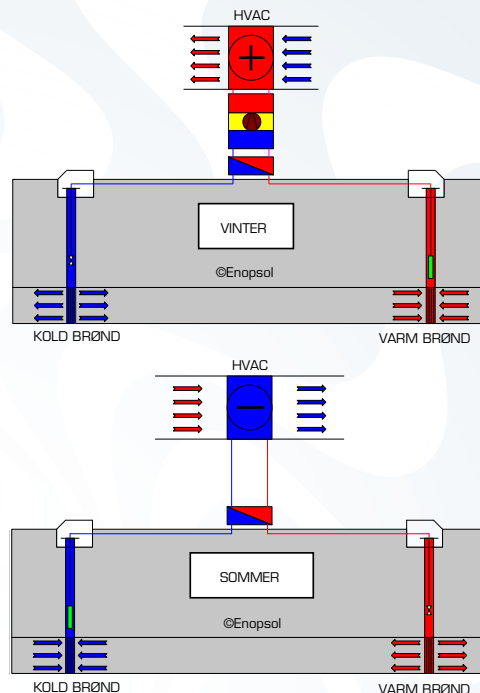 HVAC
VINTER
©Enopsol
KOLD BRØND
VARM BRØND
HVAC
SOMMER
©Enopsol
KOLD BRØND
VARM BRØND